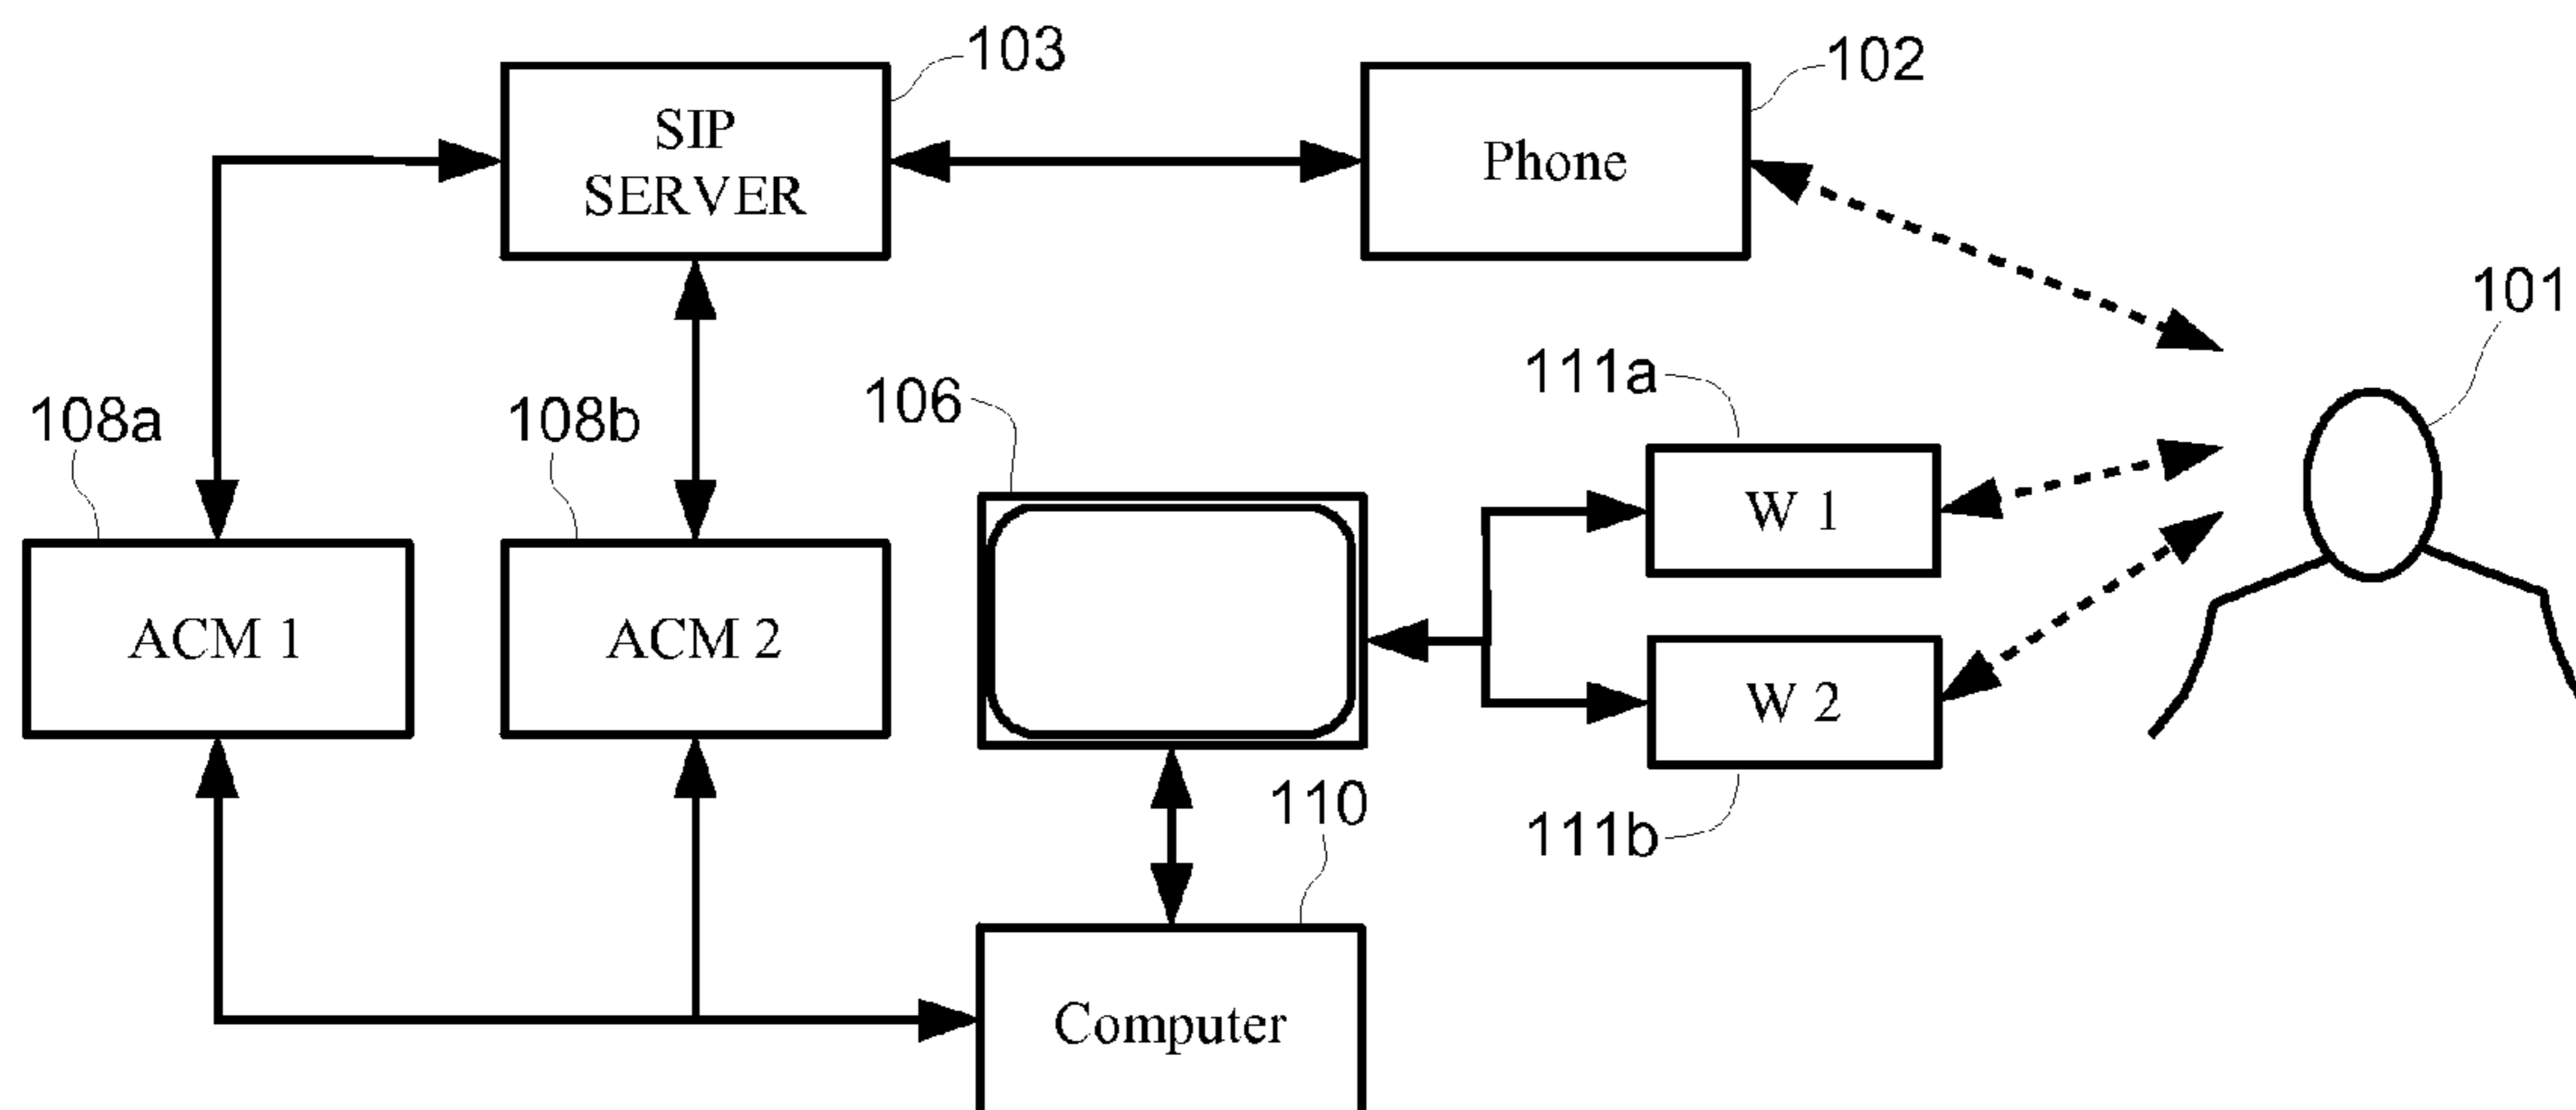 103
102
SIP
SERVER
Phone
101
111a
106
108a
108b
W 1
ACM 1
ACM 2
W 2
110
111b
Computer